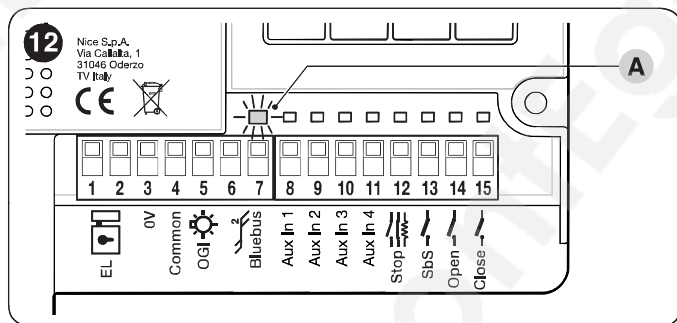 12
Nice S.p.A.
Via Callalta, 1
31046 Oderzo
TV Italy
CE
A
1 2 3 4 5 6 7 8 9 10 11 12 13 14 15
EL
0V
Common
OGI
2
Bluebus
Aux In 1
Aux In 2
Aux In 3
Aux In 4
Stop
SbS
Open
Close